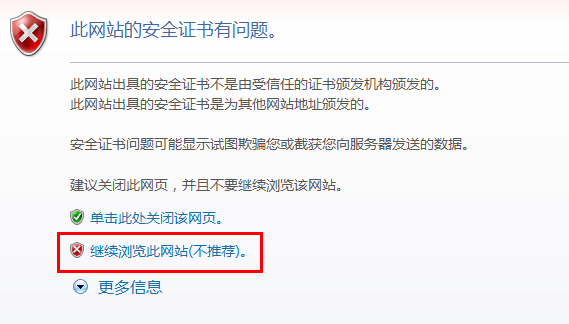 此网站的安全证书有问题。
此网站出具的安全证书不是由受信任的证书颁发机构颁发的。
此网站出具的安全证书是为其他网站地址颁发的。
安全证书问题可能显示试图欺骗您或截获您向服务器发送的数据。
建议关闭此网页，并且不要继续浏览该网站。
单击此处关闭该网页。
继续浏览此网站(不推荐)。
更多信息